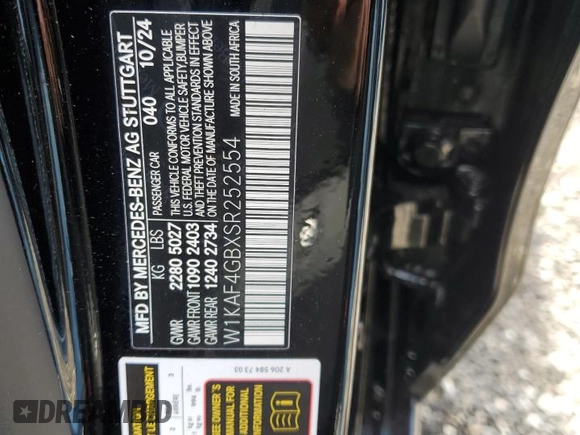 MFD BY MERCEDES-BENZ AG STUTTGART
KG LBS PASSENGER CAR 040 10/24
GVWR 2280 5027 THIS VEHICLE CONFORMS TO ALL APPLICABLE
U.S. FEDERAL MOTOR VEHICLE SAFETY, BUMPER
GAWR FRONT 1090 2403 AND THEFT PREVENTION STANDARDS IN EFFECT
GAWR REAR 1240 2734 ON THE DATE OF MANUFACTURE SHOWN ABOVE
W1KAF4GBXSR252554 MADE IN SOUTH AFRICA
A 206 584 73 03
OWNER'S
MANUAL FOR
ADDITIONAL
INFORMATION
DREAMBID